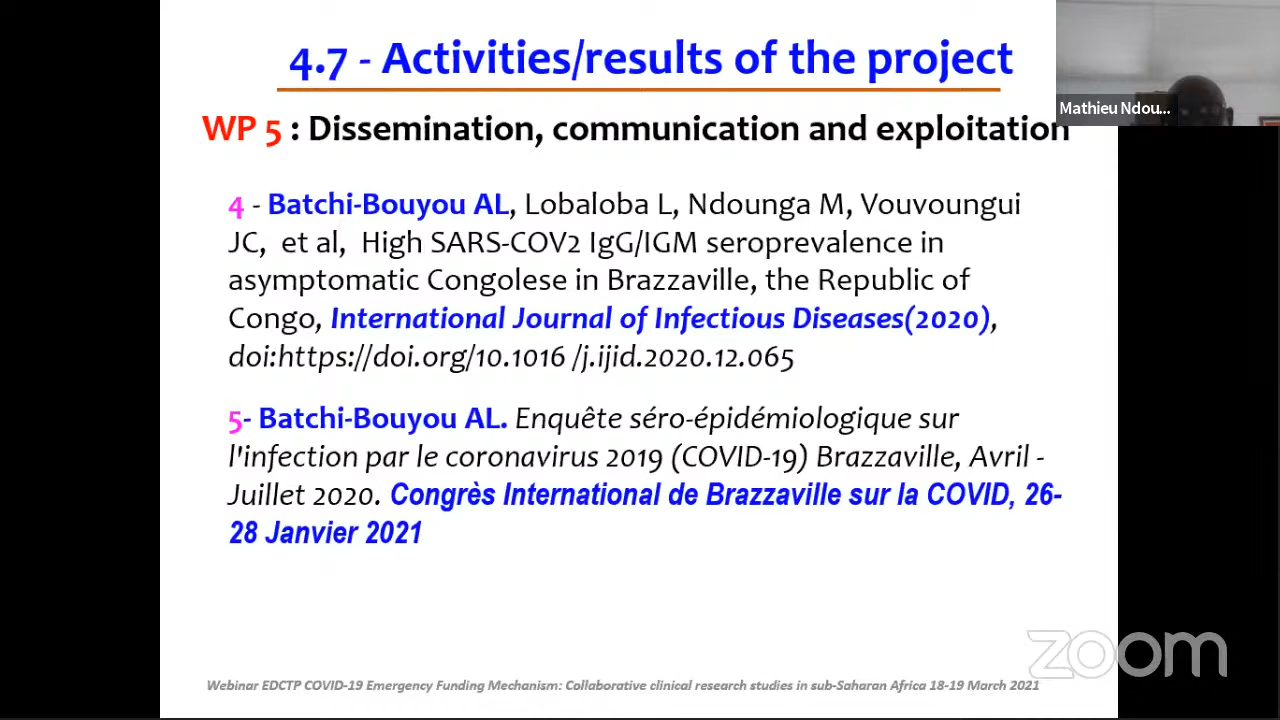 4.7 - Activities/results of the project
Mathieu Ndou...
WP 5 : Dissemination, communication and exploitation
4 - Batchi-Bouyou AL, Lobaloba L, Ndounga M, Vouvoungui
JC, et al, High SARS-COV2 IgG/IGM seroprevalence in
asymptomatic Congolese in Brazzaville, the Republic of
Congo, International Journal of Infectious Diseases(2020),
doi:https://doi.org/10.1016 /j.ijid.2020.12.065
5- Batchi-Bouyou AL. Enquête séro-épidémiologique sur
l'infection par le coronavirus 2019 (COVID-19) Brazzaville, Avril -
Juillet 2020. Congrès International de Brazzaville sur la COVID, 26-
28 Janvier 2021
zoom
Webinar EDCTP COVID-19 Emergency Funding Mechanism: Collaborative clinical research studies in sub-Saharan Africa 18-19 March 2021